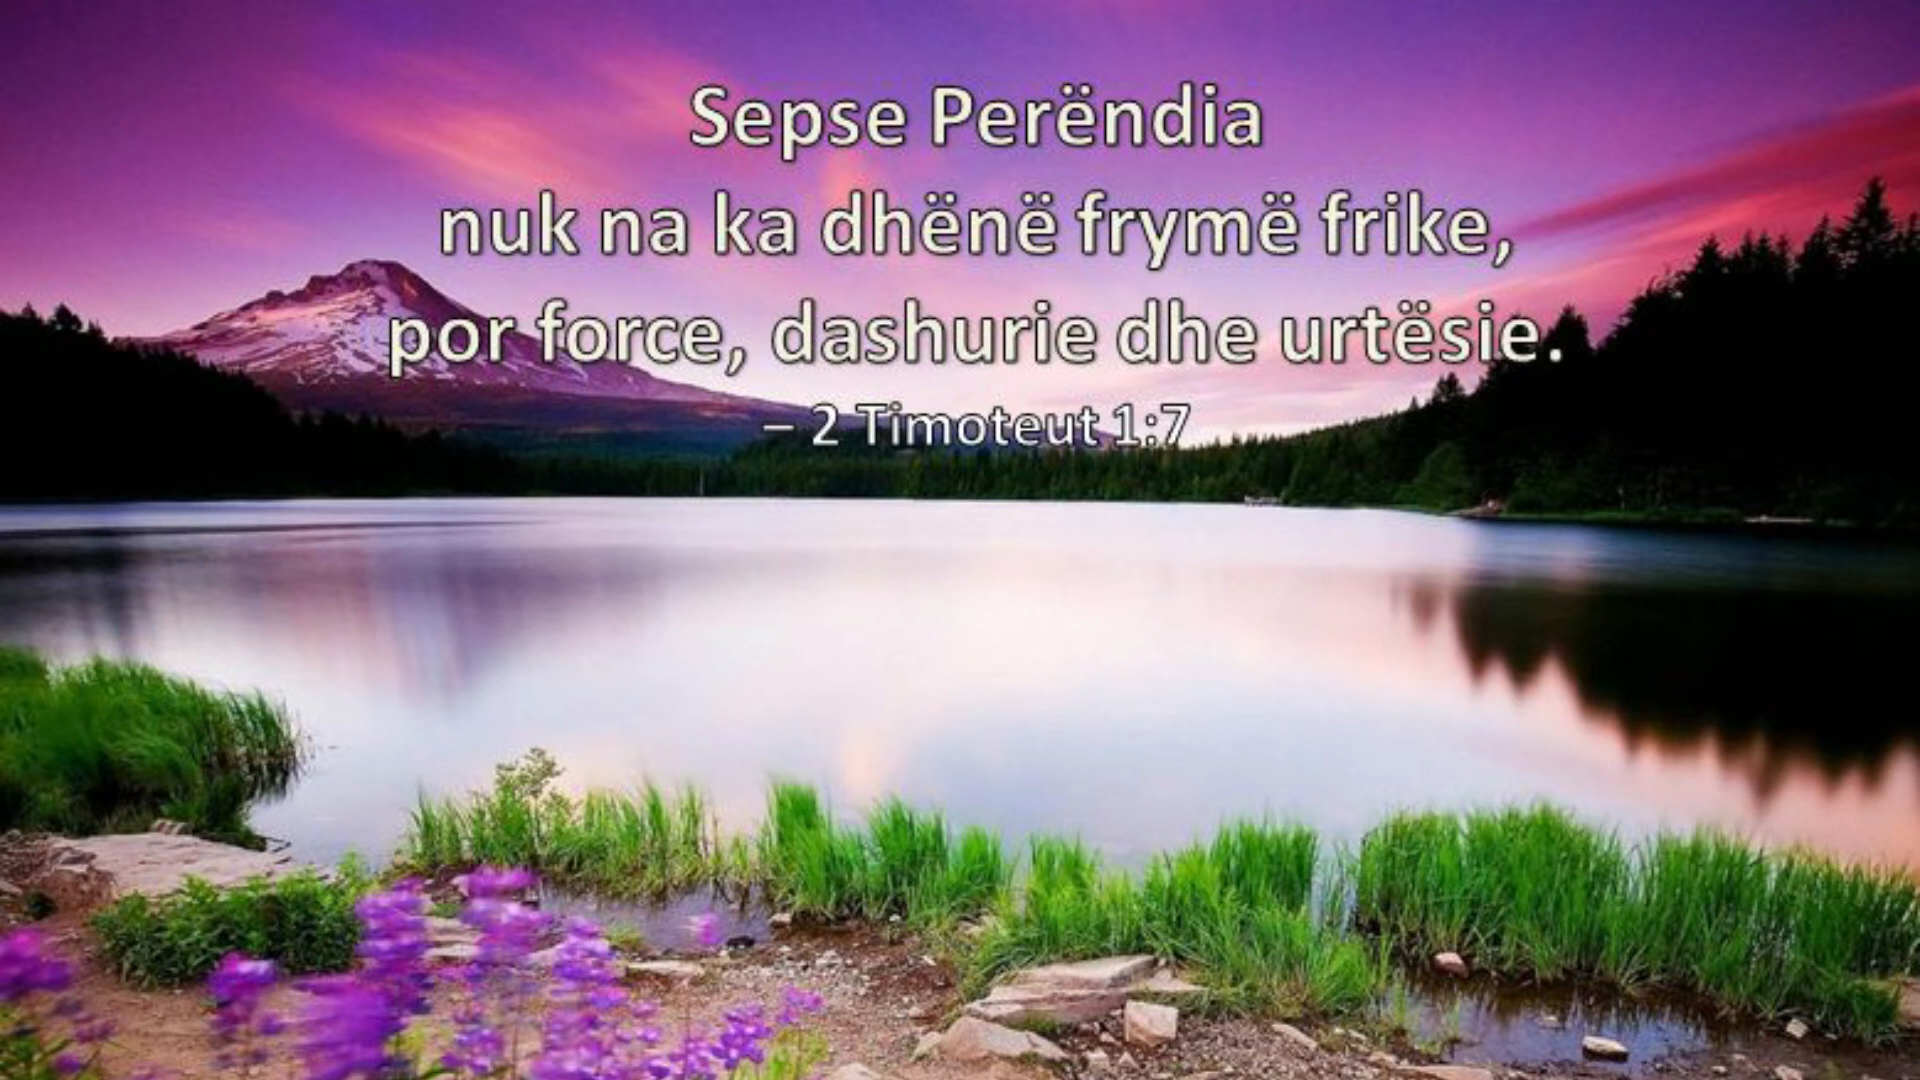 Sepse Perëndia
nuk na ka dhënë frymë frike,
por force, dashurie dhe urtësie.
– 2 Timoteut 1:7